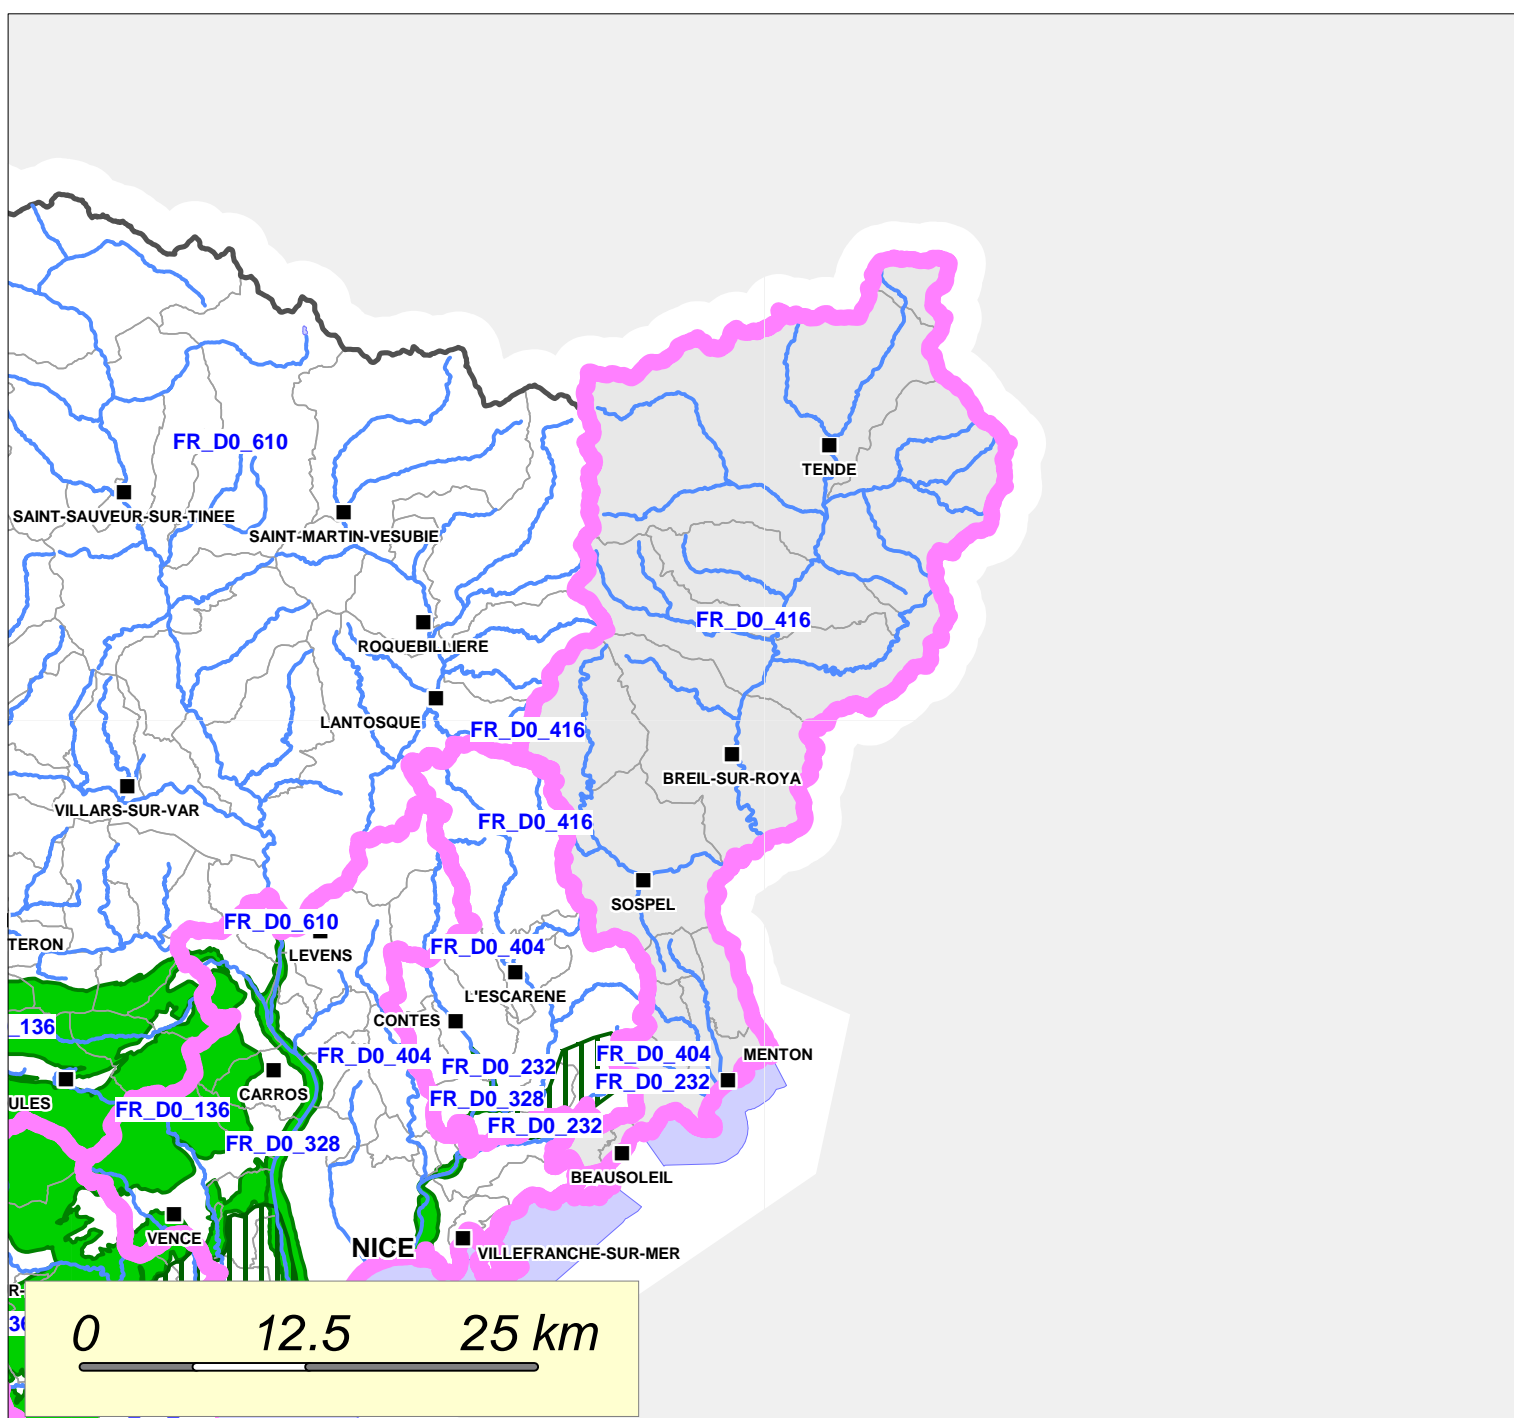 FR_D0_610
TENDE
SAINT-SAUVEUR-SUR-TINEE
SAINT-MARTIN-VESUBIE
FR_D0_416
ROQUEBILLIERE
LANTOSQUE
FR_D0_416
BREIL-SUR-ROYA
VILLARS-SUR-VAR
FR_D0_416
SOSPEL
FR_D0_610
TERON
LEVENS
FR_D0_404
L'ESCARENE
CONTES
_136
FR_D0_404
FR_D0_404
MENTON
FR_D0_232
FR_D0_232
CARROS
ULES
FR_D0_136
FR_D0_328
FR_D0_232
FR_D0_328
BEAUSOLEIL
VENCE
NICE
VILLEFRANCHE-SUR-MER
R-
36
0 12.5 25 km